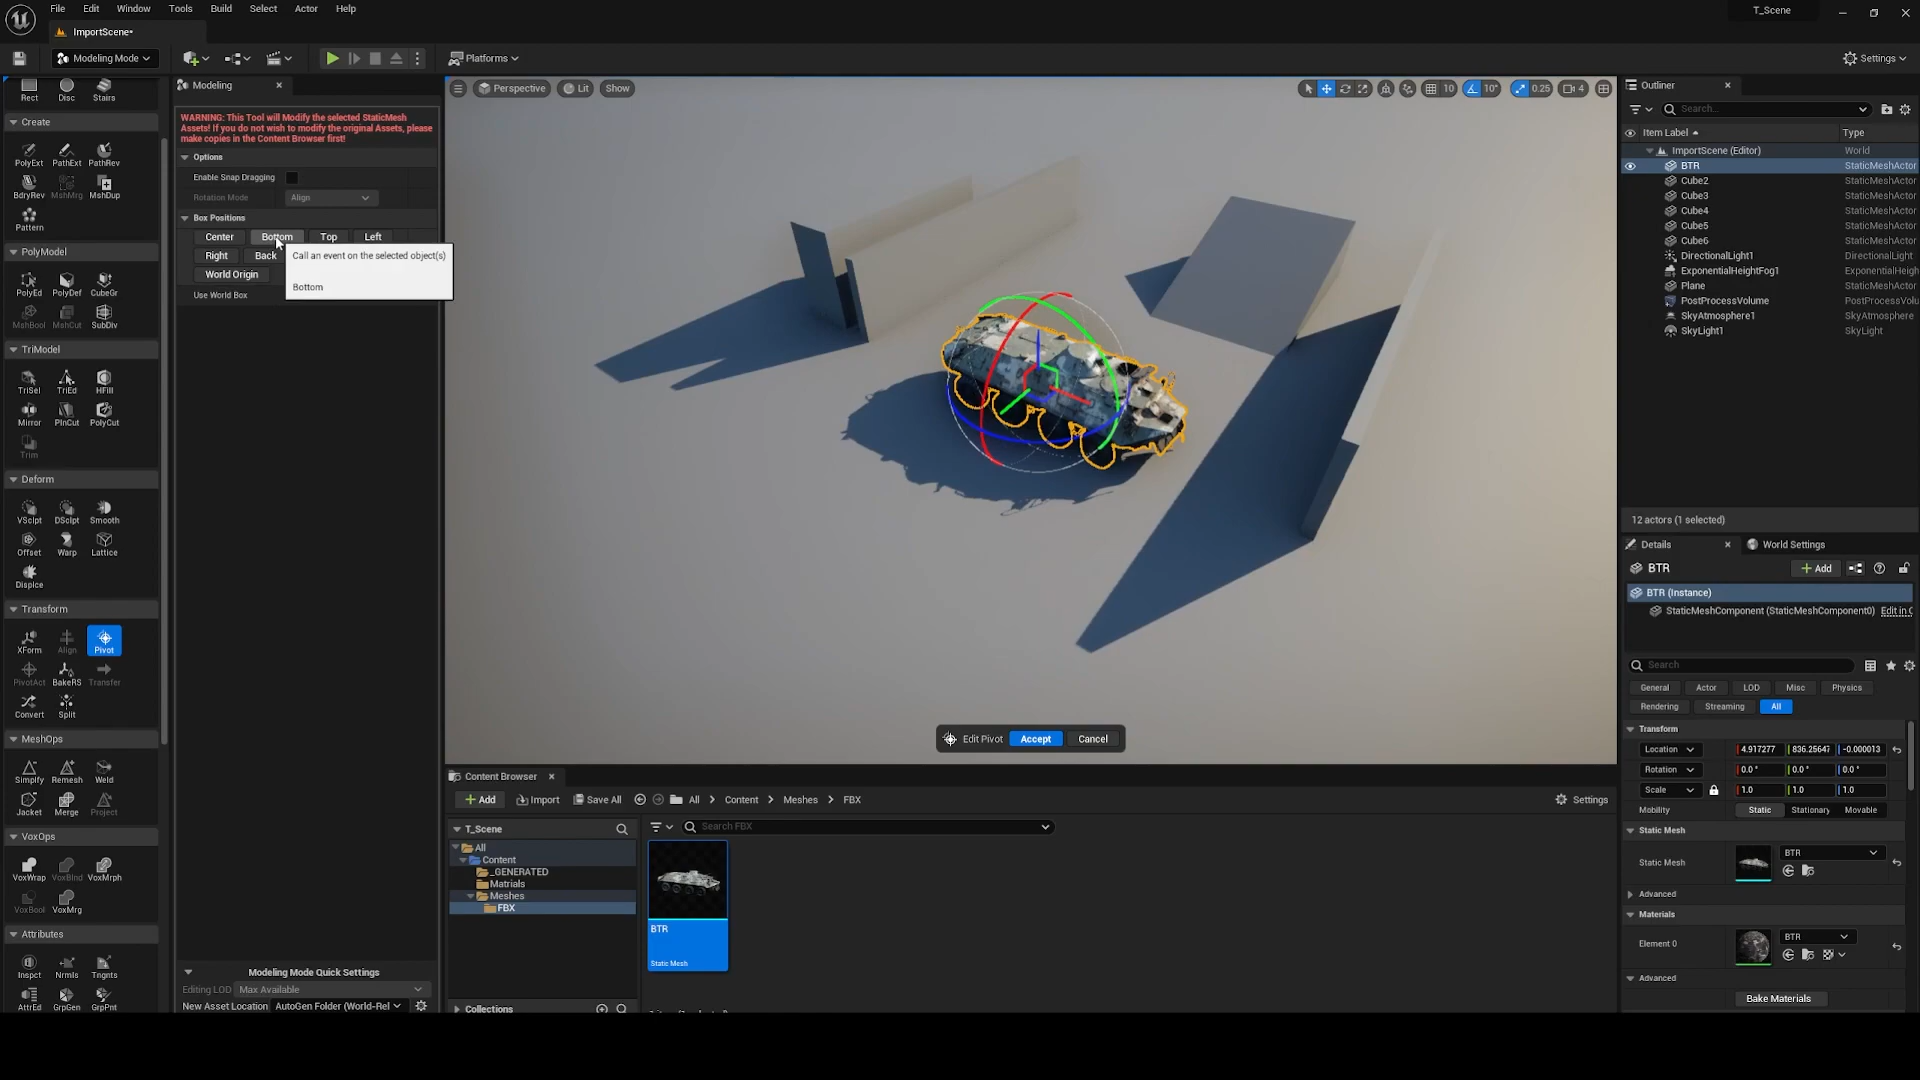 File Edit Window Tools Build Select Actor Help
T_Scene
ImportScene*
Modeling Mode
Platforms
Settings
Rect Disc Stairs
Create
PolyExt PathExt PathRev
BdryRev MshMrg MshDup
Pattern
PolyModel
PolyEd PolyDef CubeGr
MshBool MshCut SubDiv
TriModel
TriSel TriEd HFill
Mirror PlnCut PolyCut
Trim
Deform
VSclpt DSclpt Smooth
Offset Warp Lattice
Displce
Transform
XForm Align Pivot
PivotAct BakeRS Transfer
Convert Split
MeshOps
Simplfy Remesh Weld
Jacket Merge Project
VoxOps
VoxWrap VoxBlnd VoxMrph
VoxBool VoxMrg
Attributes
Inspct Nrmls Tngnts
AttrEd GrpGen GrpPnt
Modeling
WARNING: This Tool will Modify the selected StaticMesh
Assets! If you do not wish to modify the original Assets, please
make copies in the Content Browser first!
Options
Enable Snap Dragging
Rotation Mode Align
Box Positions
Center Bottom Top Left
Right Back
World Origin
Use World Box
Call an event on the selected object(s)
Bottom
Modeling Mode Quick Settings
Editing LOD Max Available
New Asset Location AutoGen Folder (World-Rel
Perspective Lit Show
10 10° 0.25 4
Edit Pivot Accept Cancel
Content Browser
Add Import Save All All Content Meshes FBX
Settings
T_Scene
Search FBX
All
Content
_GENERATED
Matrials
Meshes
FBX
Collections
BTR
Static Mesh
Outliner
Search...
Item Label Type
ImportScene (Editor) World
BTR StaticMeshActor
Cube2 StaticMeshActor
Cube3 StaticMeshActor
Cube4 StaticMeshActor
Cube5 StaticMeshActor
Cube6 StaticMeshActor
DirectionalLight1 DirectionalLight
ExponentialHeightFog1 ExponentialHeigh
Plane StaticMeshActor
PostProcessVolume PostProcessVolu
SkyAtmosphere1 SkyAtmosphere
SkyLight1 SkyLight
12 actors (1 selected)
Details World Settings
BTR Add
BTR (Instance)
StaticMeshComponent (StaticMeshComponent0) Edit in C
Search
General Actor LOD Misc Physics
Rendering Streaming All
Transform
Location 4.917277 836.25647 -0.000013
Rotation 0.0° 0.0° 0.0°
Scale 1.0 1.0 1.0
Mobility Static Stationary Movable
Static Mesh
Static Mesh BTR
Advanced
Materials
Element 0 BTR
Advanced
Bake Materials